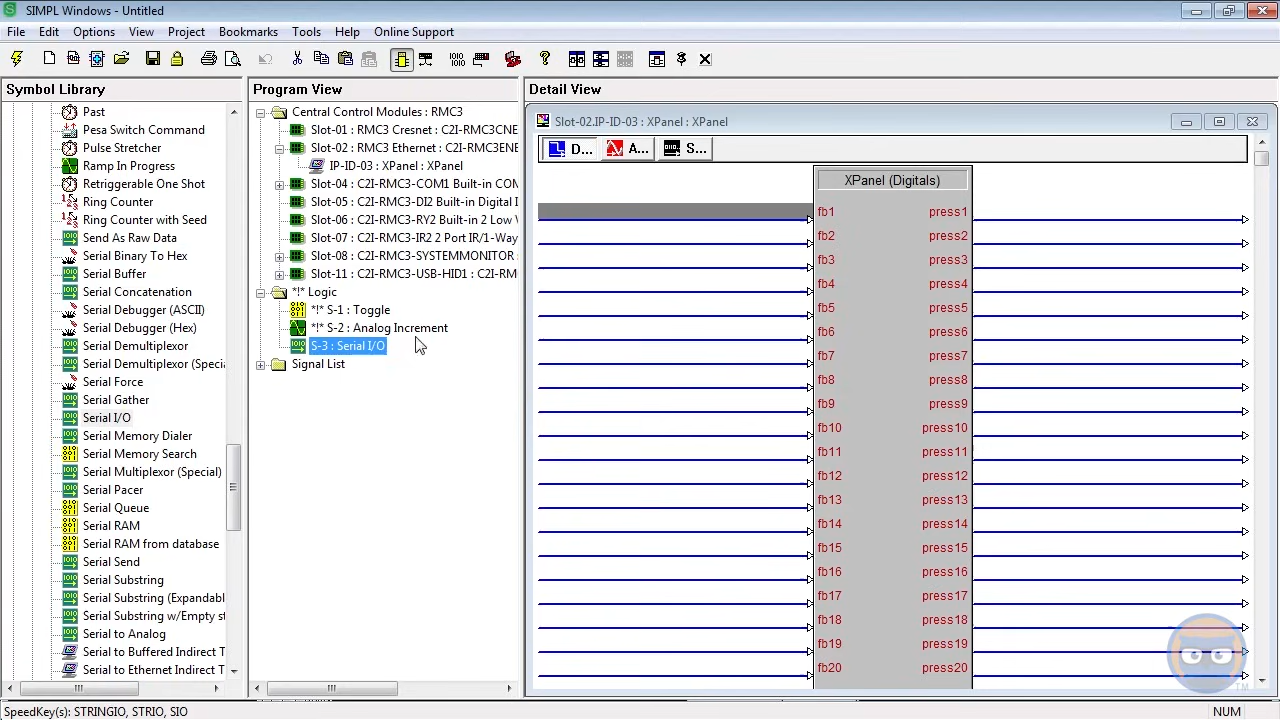 SIMPL Windows - Untitled
File Edit Options View Project Bookmarks Tools Help Online Support
Symbol Library
Past
Pesa Switch Command
Pulse Stretcher
Ramp In Progress
Retriggerable One Shot
Ring Counter
Ring Counter with Seed
Send As Raw Data
Serial Binary To Hex
Serial Buffer
Serial Concatenation
Serial Debugger (ASCII)
Serial Debugger (Hex)
Serial Demultiplexor
Serial Demultiplexor (Specia
Serial Force
Serial Gather
Serial I/O
Serial Memory Dialer
Serial Memory Search
Serial Multiplexor (Special)
Serial Pacer
Serial Queue
Serial RAM
Serial RAM from database
Serial Send
Serial Substring
Serial Substring (Expandabl
Serial Substring w/Empty st
Serial to Analog
Serial to Buffered Indirect T
Serial to Ethernet Indirect T
Program View
Central Control Modules : RMC3
Slot-01 : RMC3 Cresnet : C2I-RMC3CNE
Slot-02 : RMC3 Ethernet : C2I-RMC3ENE
IP-ID-03 : XPanel : XPanel
Slot-04 : C2I-RMC3-COM1 Built-in COM
Slot-05 : C2I-RMC3-DI2 Built-in Digital I
Slot-06 : C2I-RMC3-RY2 Built-in 2 Low V
Slot-07 : C2I-RMC3-IR2 2 Port IR/1-Way
Slot-08 : C2I-RMC3-SYSTEMMONITOR
Slot-11 : C2I-RMC3-USB-HID1 : C2I-RM
*!* Logic
*!* S-1 : Toggle
*!* S-2 : Analog Increment
S-3 : Serial I/O
Signal List
Detail View
Slot-02.IP-ID-03 : XPanel : XPanel
D... A... S...
XPanel (Digitals)
fb1 press1
fb2 press2
fb3 press3
fb4 press4
fb5 press5
fb6 press6
fb7 press7
fb8 press8
fb9 press9
fb10 press10
fb11 press11
fb12 press12
fb13 press13
fb14 press14
fb15 press15
fb16 press16
fb17 press17
fb18 press18
fb19 press19
fb20 press20
TM
SpeedKey(s): STRINGIO, STRIO, SIO
NUM